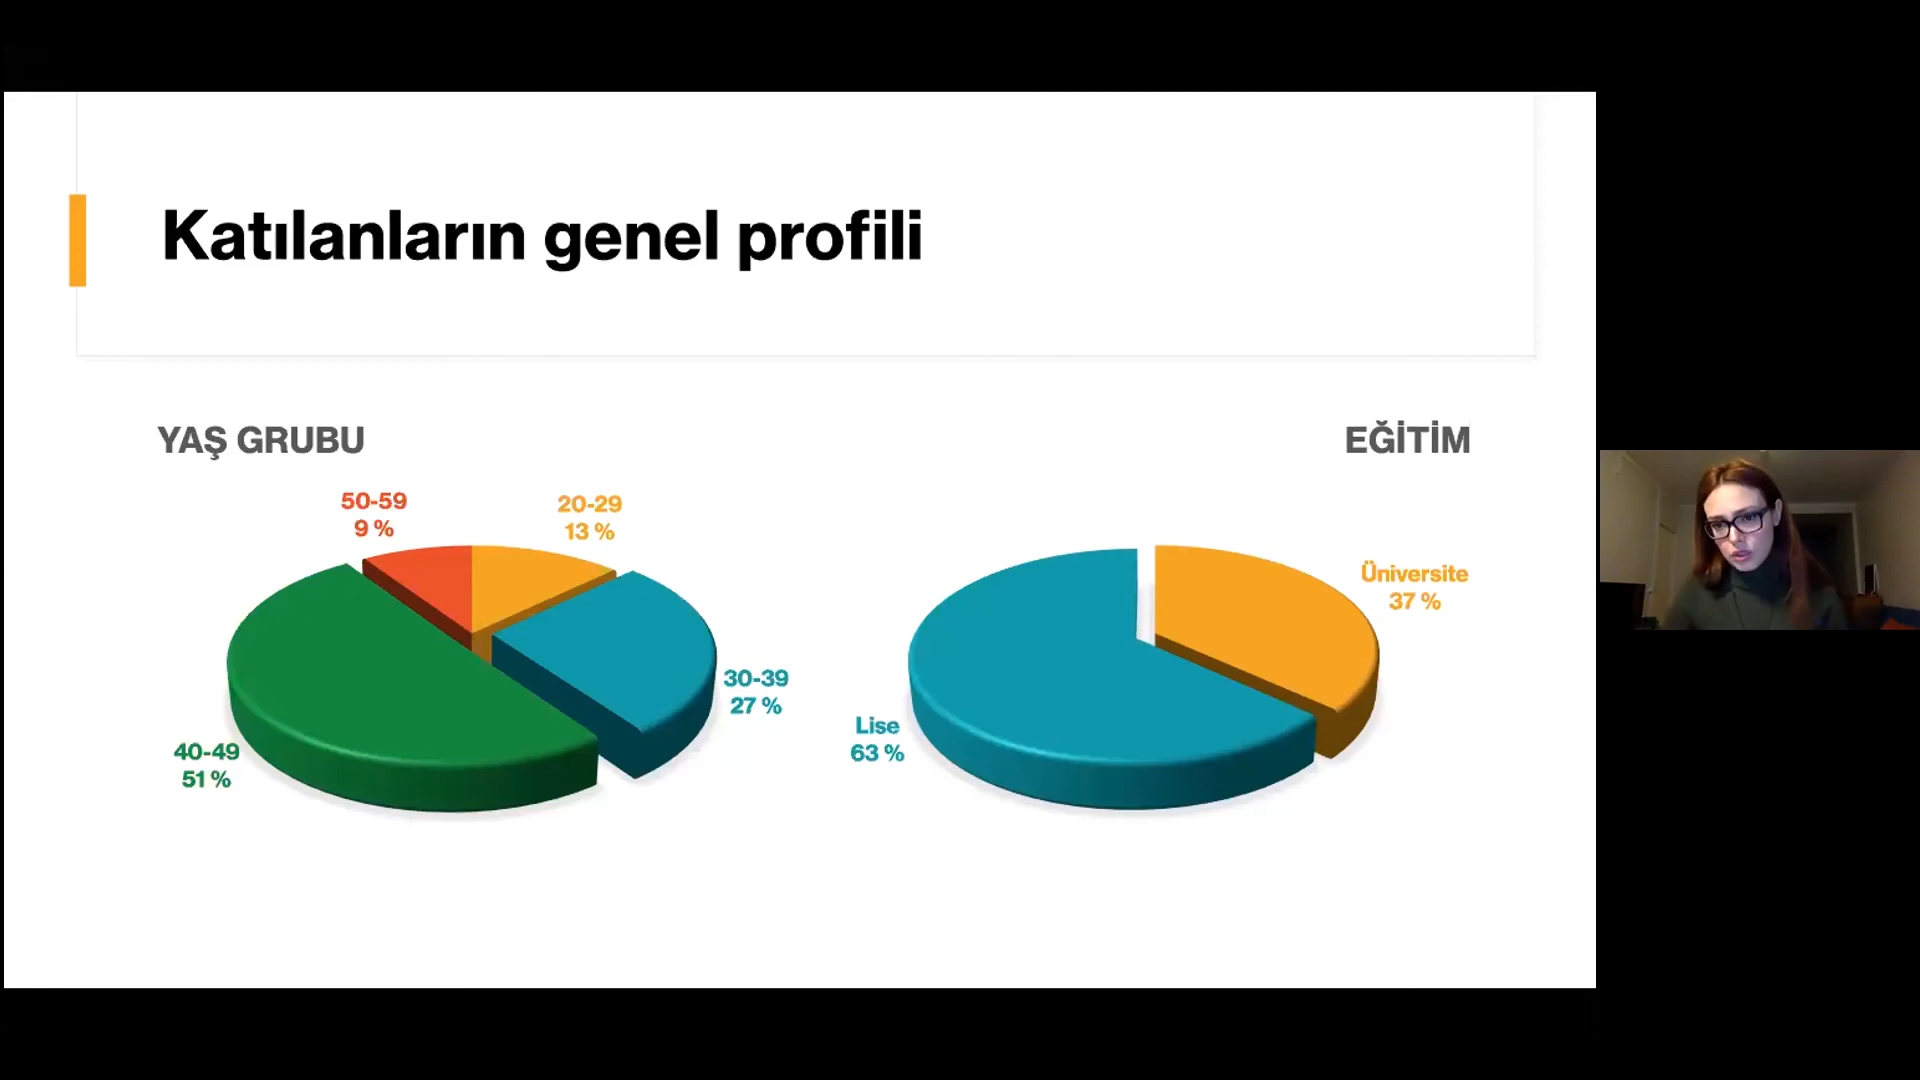 Katılanların genel profili
YAŞ GRUBU
50-59
9 %
20-29
13 %
30-39
27 %
40-49
51 %
EĞİTİM
Üniversite
37 %
Lise
63 %